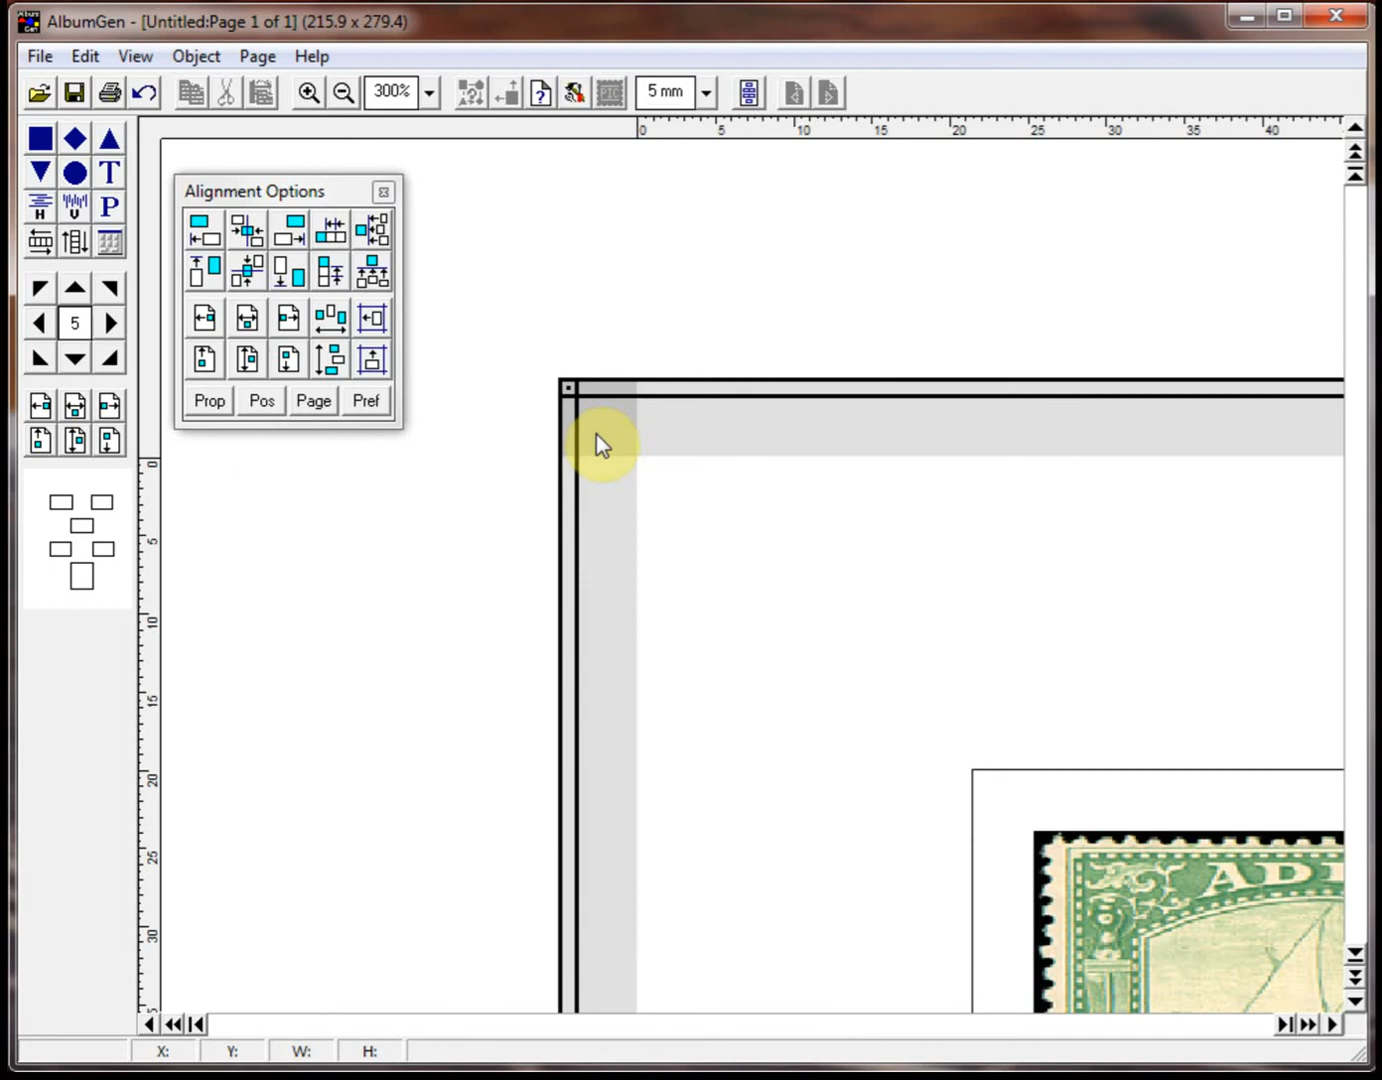 AlbumGen - [Untitled:Page 1 of 1] (215.9 x 279.4)
File Edit View Object Page Help
300% PIC 5 mm
0 5 10 15 20 25 30 35 40
T
H V P
5
Alignment Options
Prop Pos Page Pref
0
5
10
15
20
25
30
ADE
X: Y: W: H: